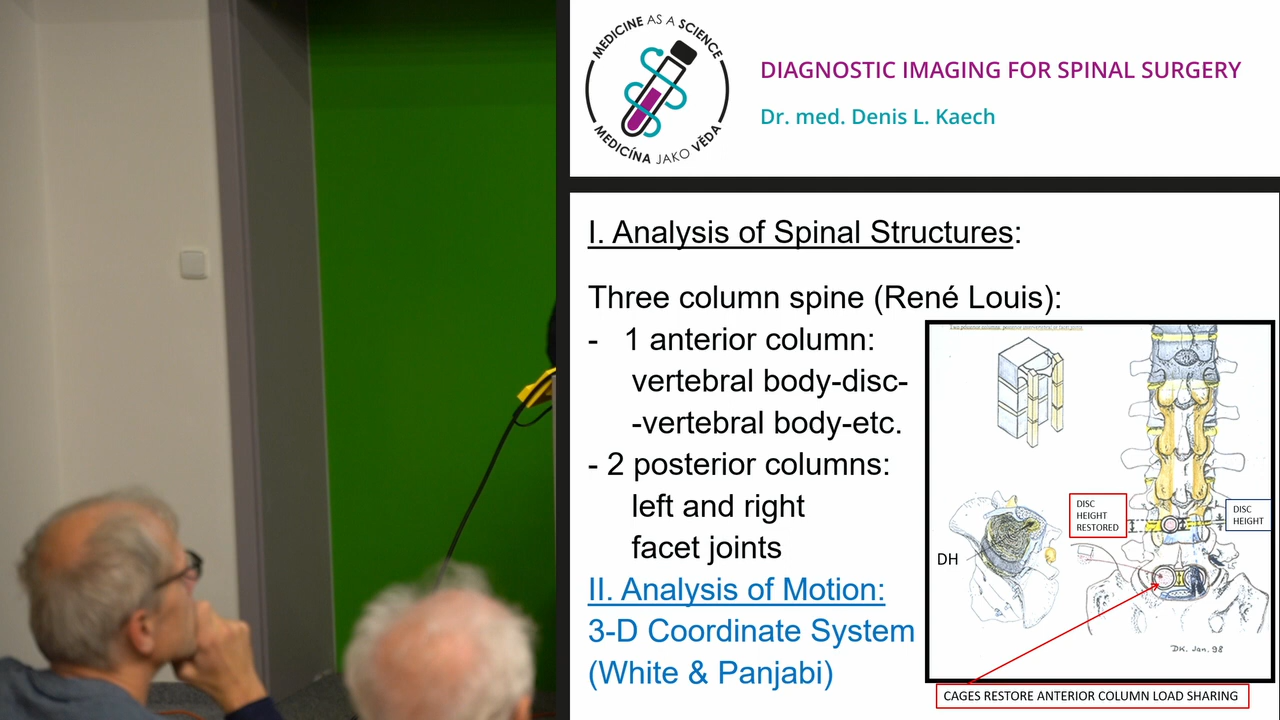 MEDICINE AS A SCIENCE
MEDICÍNA JAKO VĚDA
DIAGNOSTIC IMAGING FOR SPINAL SURGERY
Dr. med. Denis L. Kaech
I. Analysis of Spinal Structures:
Three column spine (René Louis):
- 1 anterior column:
vertebral body-disc-
-vertebral body-etc.
- 2 posterior columns:
left and right
facet joints
II. Analysis of Motion:
3-D Coordinate System
(White & Panjabi)
DISC
HEIGHT
RESTORED
DISC
HEIGHT
DH
DK. Jan. 98
CAGES RESTORE ANTERIOR COLUMN LOAD SHARING